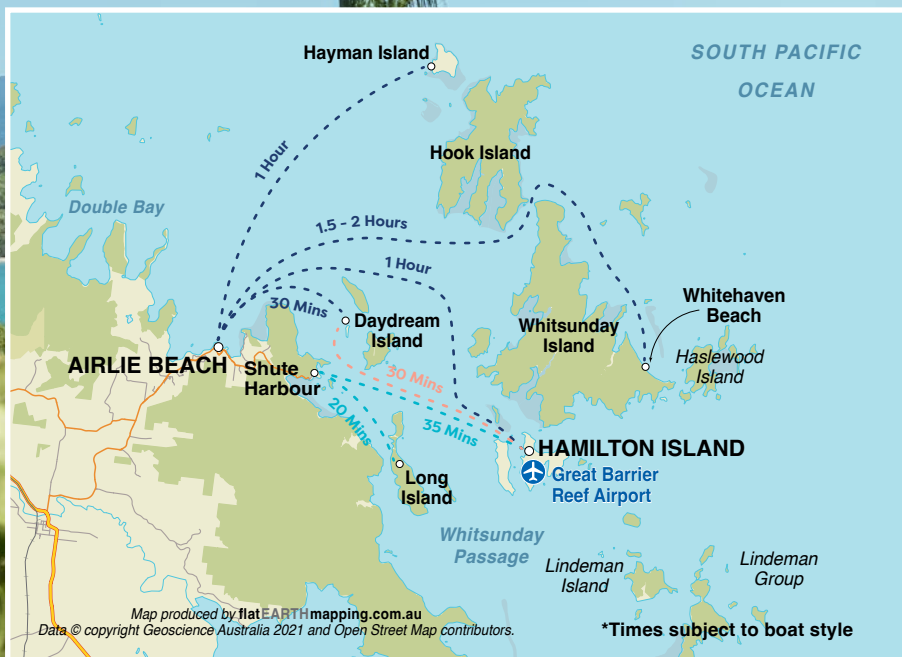 Hayman Island
SOUTH PACIFIC
OCEAN
1 Hour
Hook Island
Double Bay
1.5 - 2 Hours
1 Hour
30 Mins
Whitehaven
Beach
Daydream
Island
Whitsunday
Island
AIRLIE BEACH
Shute
Harbour
Haslewood
Island
30 Mins
20 Mins
35 Mins
HAMILTON ISLAND
Great Barrier
Reef Airport
Long
Island
Whitsunday
Passage
Lindeman
Island
Lindeman
Group
Map produced by flatEARTHmapping.com.au
Data © copyright Geoscience Australia 2021 and Open Street Map contributors.
*Times subject to boat style